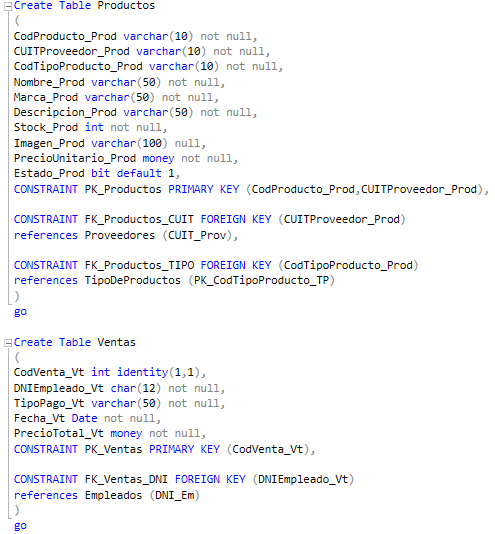 Create Table Productos
(
CodProducto_Prod varchar(10) not null,
CUITProveedor_Prod varchar(10) not null,
CodTipoProducto_Prod varchar(10) not null,
Nombre_Prod varchar(50) not null,
Marca_Prod varchar(50) not null,
Descripcion_Prod varchar(50) not null,
Stock_Prod int not null,
Imagen_Prod varchar(100) null,
PrecioUnitario_Prod money not null,
Estado_Prod bit default 1,
CONSTRAINT PK_Productos PRIMARY KEY (CodProducto_Prod,CUITProveedor_Prod),
CONSTRAINT FK_Productos_CUIT FOREIGN KEY (CUITProveedor_Prod)
references Proveedores (CUIT_Prov),
CONSTRAINT FK_Productos_TIPO FOREIGN KEY (CodTipoProducto_Prod)
references TipoDeProductos (PK_CodTipoProducto_TP)
)
go
Create Table Ventas
(
CodVenta_Vt int identity(1,1),
DNIEmpleado_Vt char(12) not null,
TipoPago_Vt varchar(50) not null,
Fecha_Vt Date not null,
PrecioTotal_Vt money not null,
CONSTRAINT PK_Ventas PRIMARY KEY (CodVenta_Vt),
CONSTRAINT FK_Ventas_DNI FOREIGN KEY (DNIEmpleado_Vt)
references Empleados (DNI_Em)
)
go